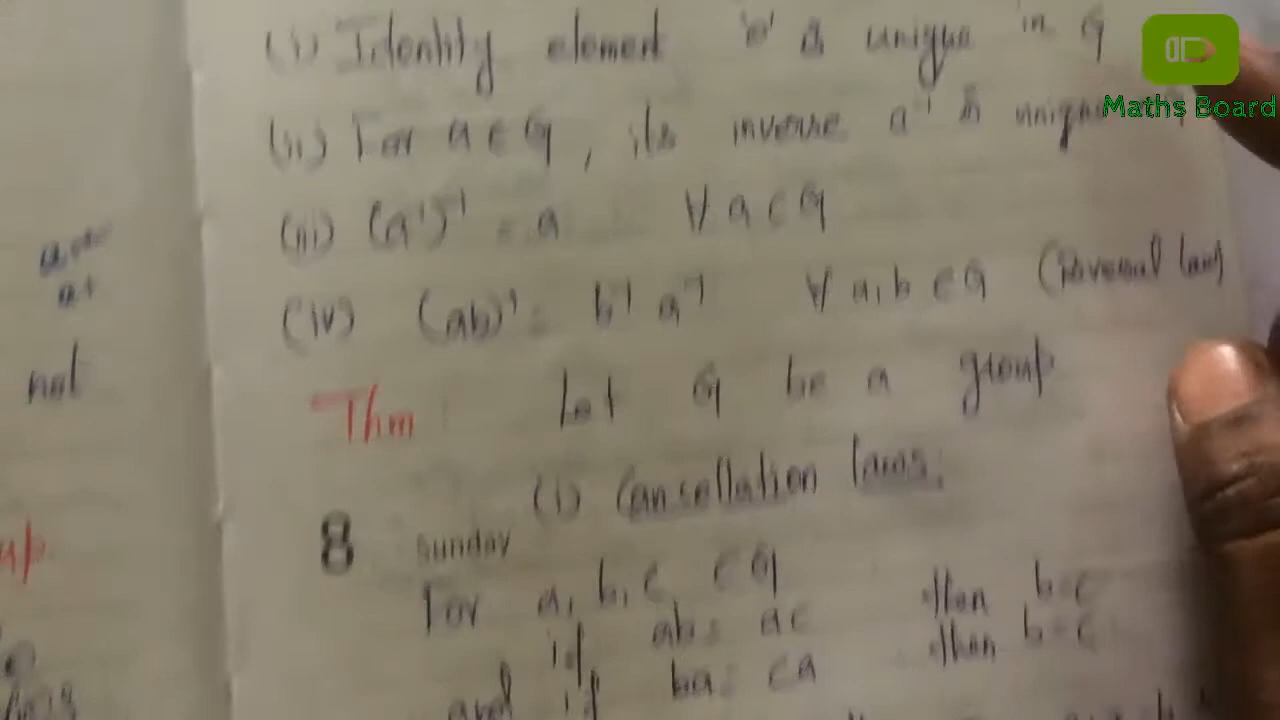 (i) Identity element 'e' is unique in G
Maths Board
(ii) For a ∈ G, its inverse a⁻¹ is unique
(iii) (a⁻¹)⁻¹ = a ∀ a ∈ G
(iv) (ab)⁻¹ = b⁻¹ a⁻¹ ∀ a, b ∈ G (Reversal law)
not
Thm Let G be a group
(i) Cancellation laws:
8 Sunday
For a, b, c ∈ G
if ab = ac then b = c
and if ba = ca then b = c